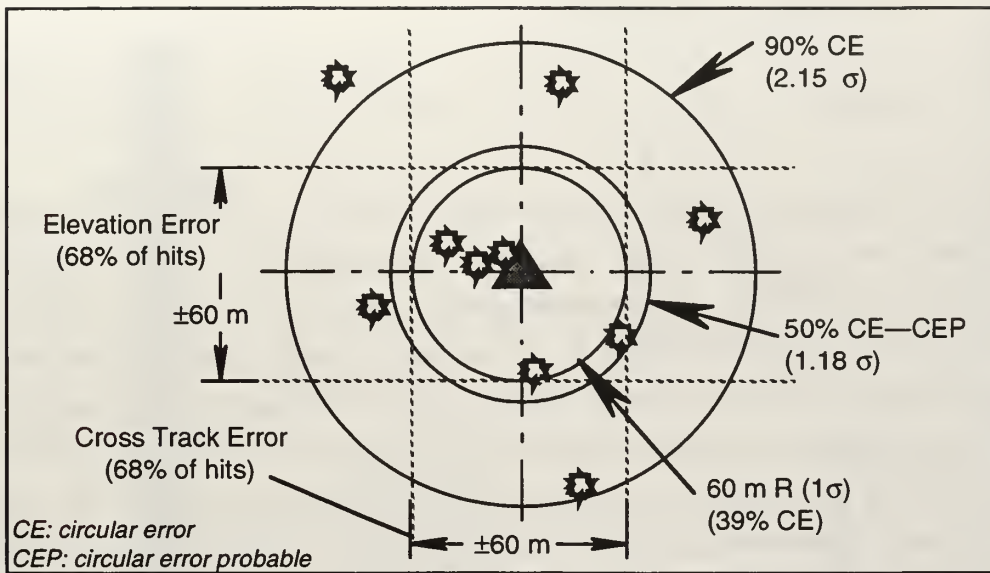 90% CE
(2.15 σ)
Elevation Error
(68% of hits)
±60 m
50% CE—CEP
(1.18 σ)
Cross Track Error
(68% of hits)
60 m R (1σ)
(39% CE)
±60 m
CE: circular error
CEP: circular error probable